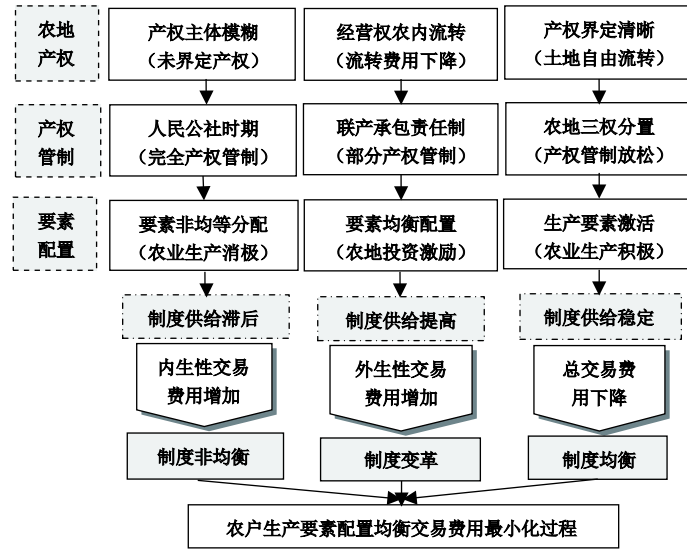 农地
产权
产权主体模糊
（未界定产权）
经营权农内流转
（流转费用下降）
产权界定清晰
（土地自由流转）
产权
管制
人民公社时期
（完全产权管制）
联产承包责任制
（部分产权管制）
农地三权分置
（产权管制放松）
要素
配置
要素非均等分配
（农业生产消极）
要素均衡配置
（农地投资激励）
生产要素激活
（农业生产积极）
制度供给滞后
制度供给提高
制度供给稳定
内生性交易
费用增加
外生性交易
费用增加
总交易费
用下降
制度非均衡
制度变革
制度均衡
农户生产要素配置均衡交易费用最小化过程